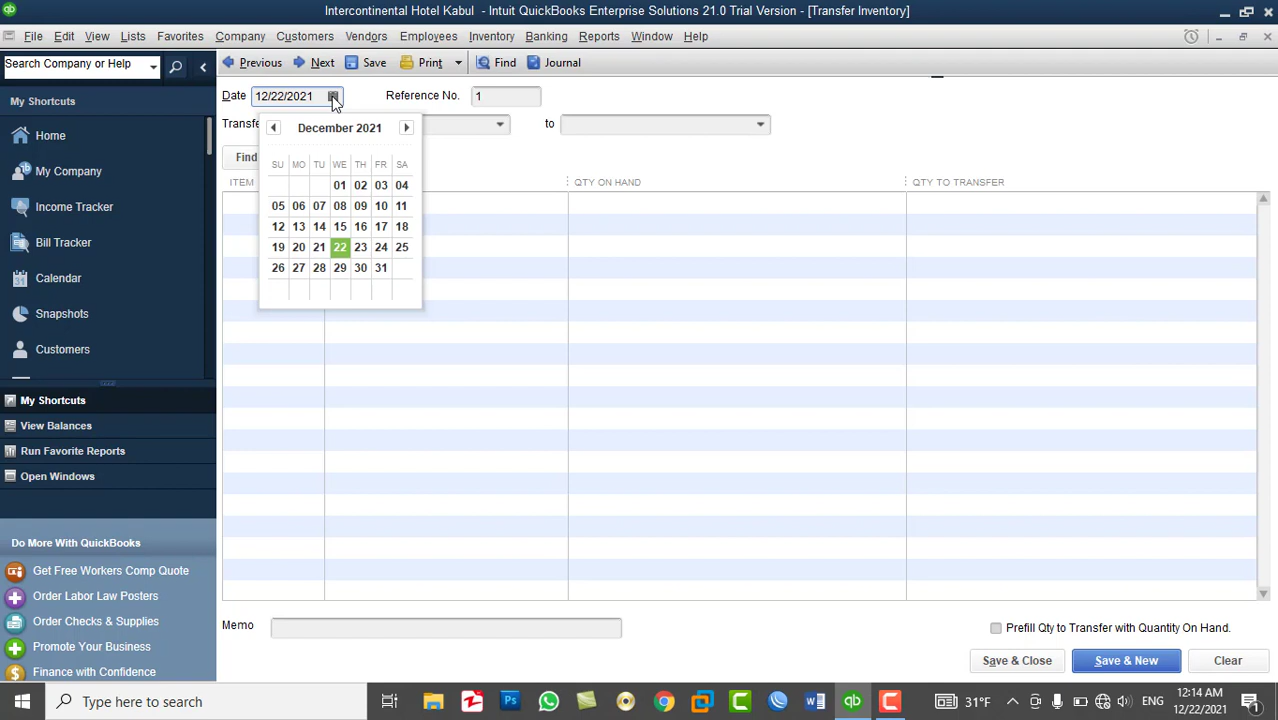 Intercontinental Hotel Kabul - Intuit QuickBooks Enterprise Solutions 21.0 Trial Version - [Transfer Inventory]
File Edit View Lists Favorites Company Customers Vendors Employees Inventory Banking Reports Window Help
Search Company or Help
Previous Next Save Print Find Journal
My Shortcuts
Home
My Company
Income Tracker
Bill Tracker
Calendar
31
Snapshots
Customers
My Shortcuts
View Balances
Run Favorite Reports
Open Windows
Do More With QuickBooks
Get Free Workers Comp Quote
Order Labor Law Posters
Order Checks & Supplies
Promote Your Business
Finance with Confidence
Date 12/22/2021 Reference No. 1
Transfe to
Find
December 2021
SU MO TU WE TH FR SA
01 02 03 04
05 06 07 08 09 10 11
12 13 14 15 16 17 18
19 20 21 22 23 24 25
26 27 28 29 30 31
ITEM QTY ON HAND QTY TO TRANSFER
Memo
Prefill Qty to Transfer with Quantity On Hand.
Save & Close Save & New Clear
Type here to search
Ps
C
W
qb
C
31°F
ENG
12:14 AM
12/22/2021
1